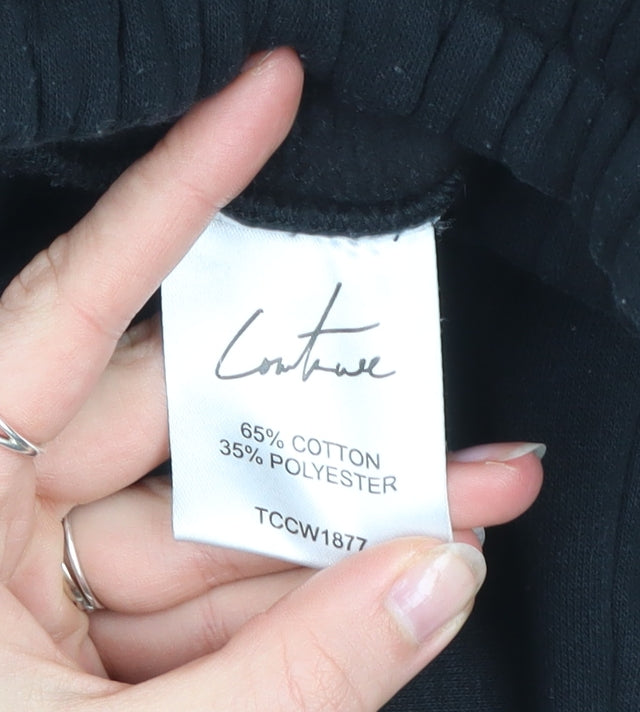 Couture
65% COTTON
35% POLYESTER
TCCW1877